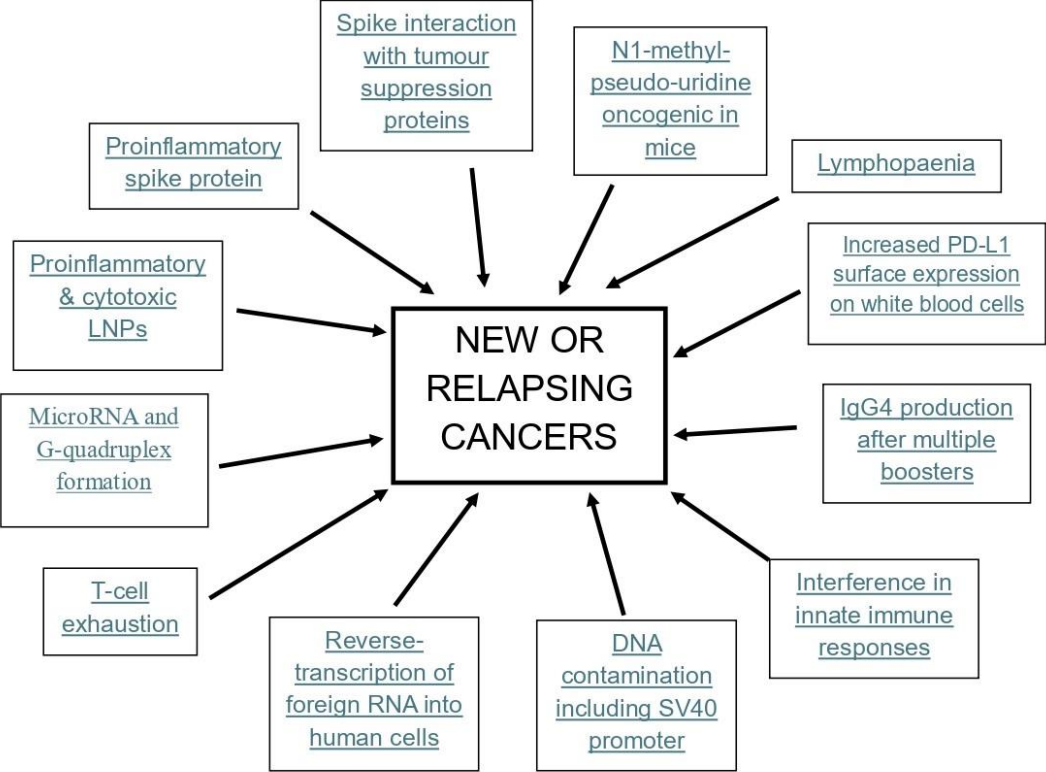 Spike interaction
with tumour
suppression
proteins
N1-methyl-
pseudo-uridine
oncogenic in
mice
Proinflammatory
spike protein
Lymphopaenia
Proinflammatory
& cytotoxic
LNPs
Increased PD-L1
surface expression
on white blood cells
NEW OR
RELAPSING
CANCERS
MicroRNA and
G-quadruplex
formation
IgG4 production
after multiple
boosters
T-cell
exhaustion
Reverse-
transcription of
foreign RNA into
human cells
DNA
contamination
including SV40
promoter
Interference in
innate immune
responses